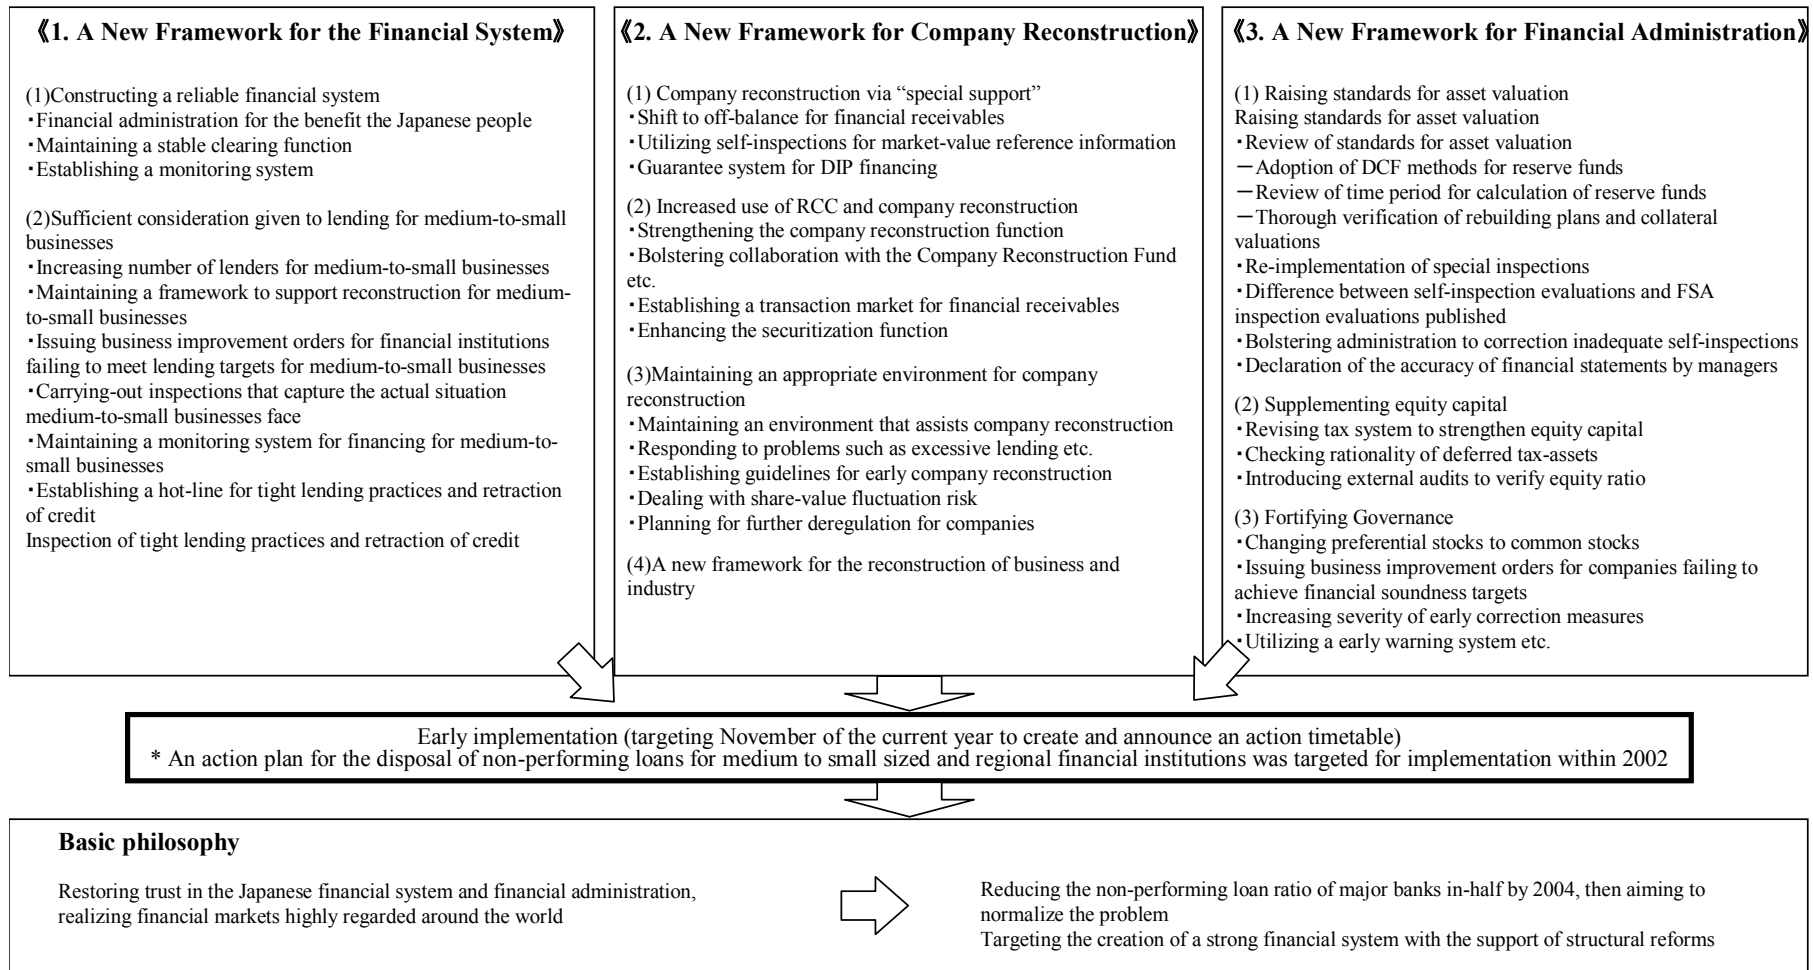 《1. A New Framework for the Financial System》
(1)Constructing a reliable financial system
・Financial administration for the benefit the Japanese people
・Maintaining a stable clearing function
・Establishing a monitoring system
(2)Sufficient consideration given to lending for medium-to-small
businesses
・Increasing number of lenders for medium-to-small businesses
・Maintaining a framework to support reconstruction for medium-
to-small businesses
・Issuing business improvement orders for financial institutions
failing to meet lending targets for medium-to-small businesses
・Carrying-out inspections that capture the actual situation
medium-to-small businesses face
・Maintaining a monitoring system for financing for medium-to-
small businesses
・Establishing a hot-line for tight lending practices and retraction
of credit
Inspection of tight lending practices and retraction of credit
《2. A New Framework for Company Reconstruction》
(1) Company reconstruction via “special support”
・Shift to off-balance for financial receivables
・Utilizing self-inspections for market-value reference information
・Guarantee system for DIP financing
(2) Increased use of RCC and company reconstruction
・Strengthening the company reconstruction function
・Bolstering collaboration with the Company Reconstruction Fund
etc.
・Establishing a transaction market for financial receivables
・Enhancing the securitization function
(3)Maintaining an appropriate environment for company
reconstruction
・Maintaining an environment that assists company reconstruction
・Responding to problems such as excessive lending etc.
・Establishing guidelines for early company reconstruction
・Dealing with share-value fluctuation risk
・Planning for further deregulation for companies
(4)A new framework for the reconstruction of business and
industry
《3. A New Framework for Financial Administration》
(1) Raising standards for asset valuation
Raising standards for asset valuation
・Review of standards for asset valuation
－Adoption of DCF methods for reserve funds
－Review of time period for calculation of reserve funds
－Thorough verification of rebuilding plans and collateral
valuations
・Re-implementation of special inspections
・Difference between self-inspection evaluations and FSA
inspection evaluations published
・Bolstering administration to correction inadequate self-inspections
・Declaration of the accuracy of financial statements by managers
(2) Supplementing equity capital
・Revising tax system to strengthen equity capital
・Checking rationality of deferred tax-assets
・Introducing external audits to verify equity ratio
(3) Fortifying Governance
・Changing preferential stocks to common stocks
・Issuing business improvement orders for companies failing to
achieve financial soundness targets
・Increasing severity of early correction measures
・Utilizing a early warning system etc.
Early implementation (targeting November of the current year to create and announce an action timetable)
* An action plan for the disposal of non-performing loans for medium to small sized and regional financial institutions was targeted for implementation within 2002
Basic philosophy
Restoring trust in the Japanese financial system and financial administration,
realizing financial markets highly regarded around the world
Reducing the non-performing loan ratio of major banks in-half by 2004, then aiming to
normalize the problem
Targeting the creation of a strong financial system with the support of structural reforms